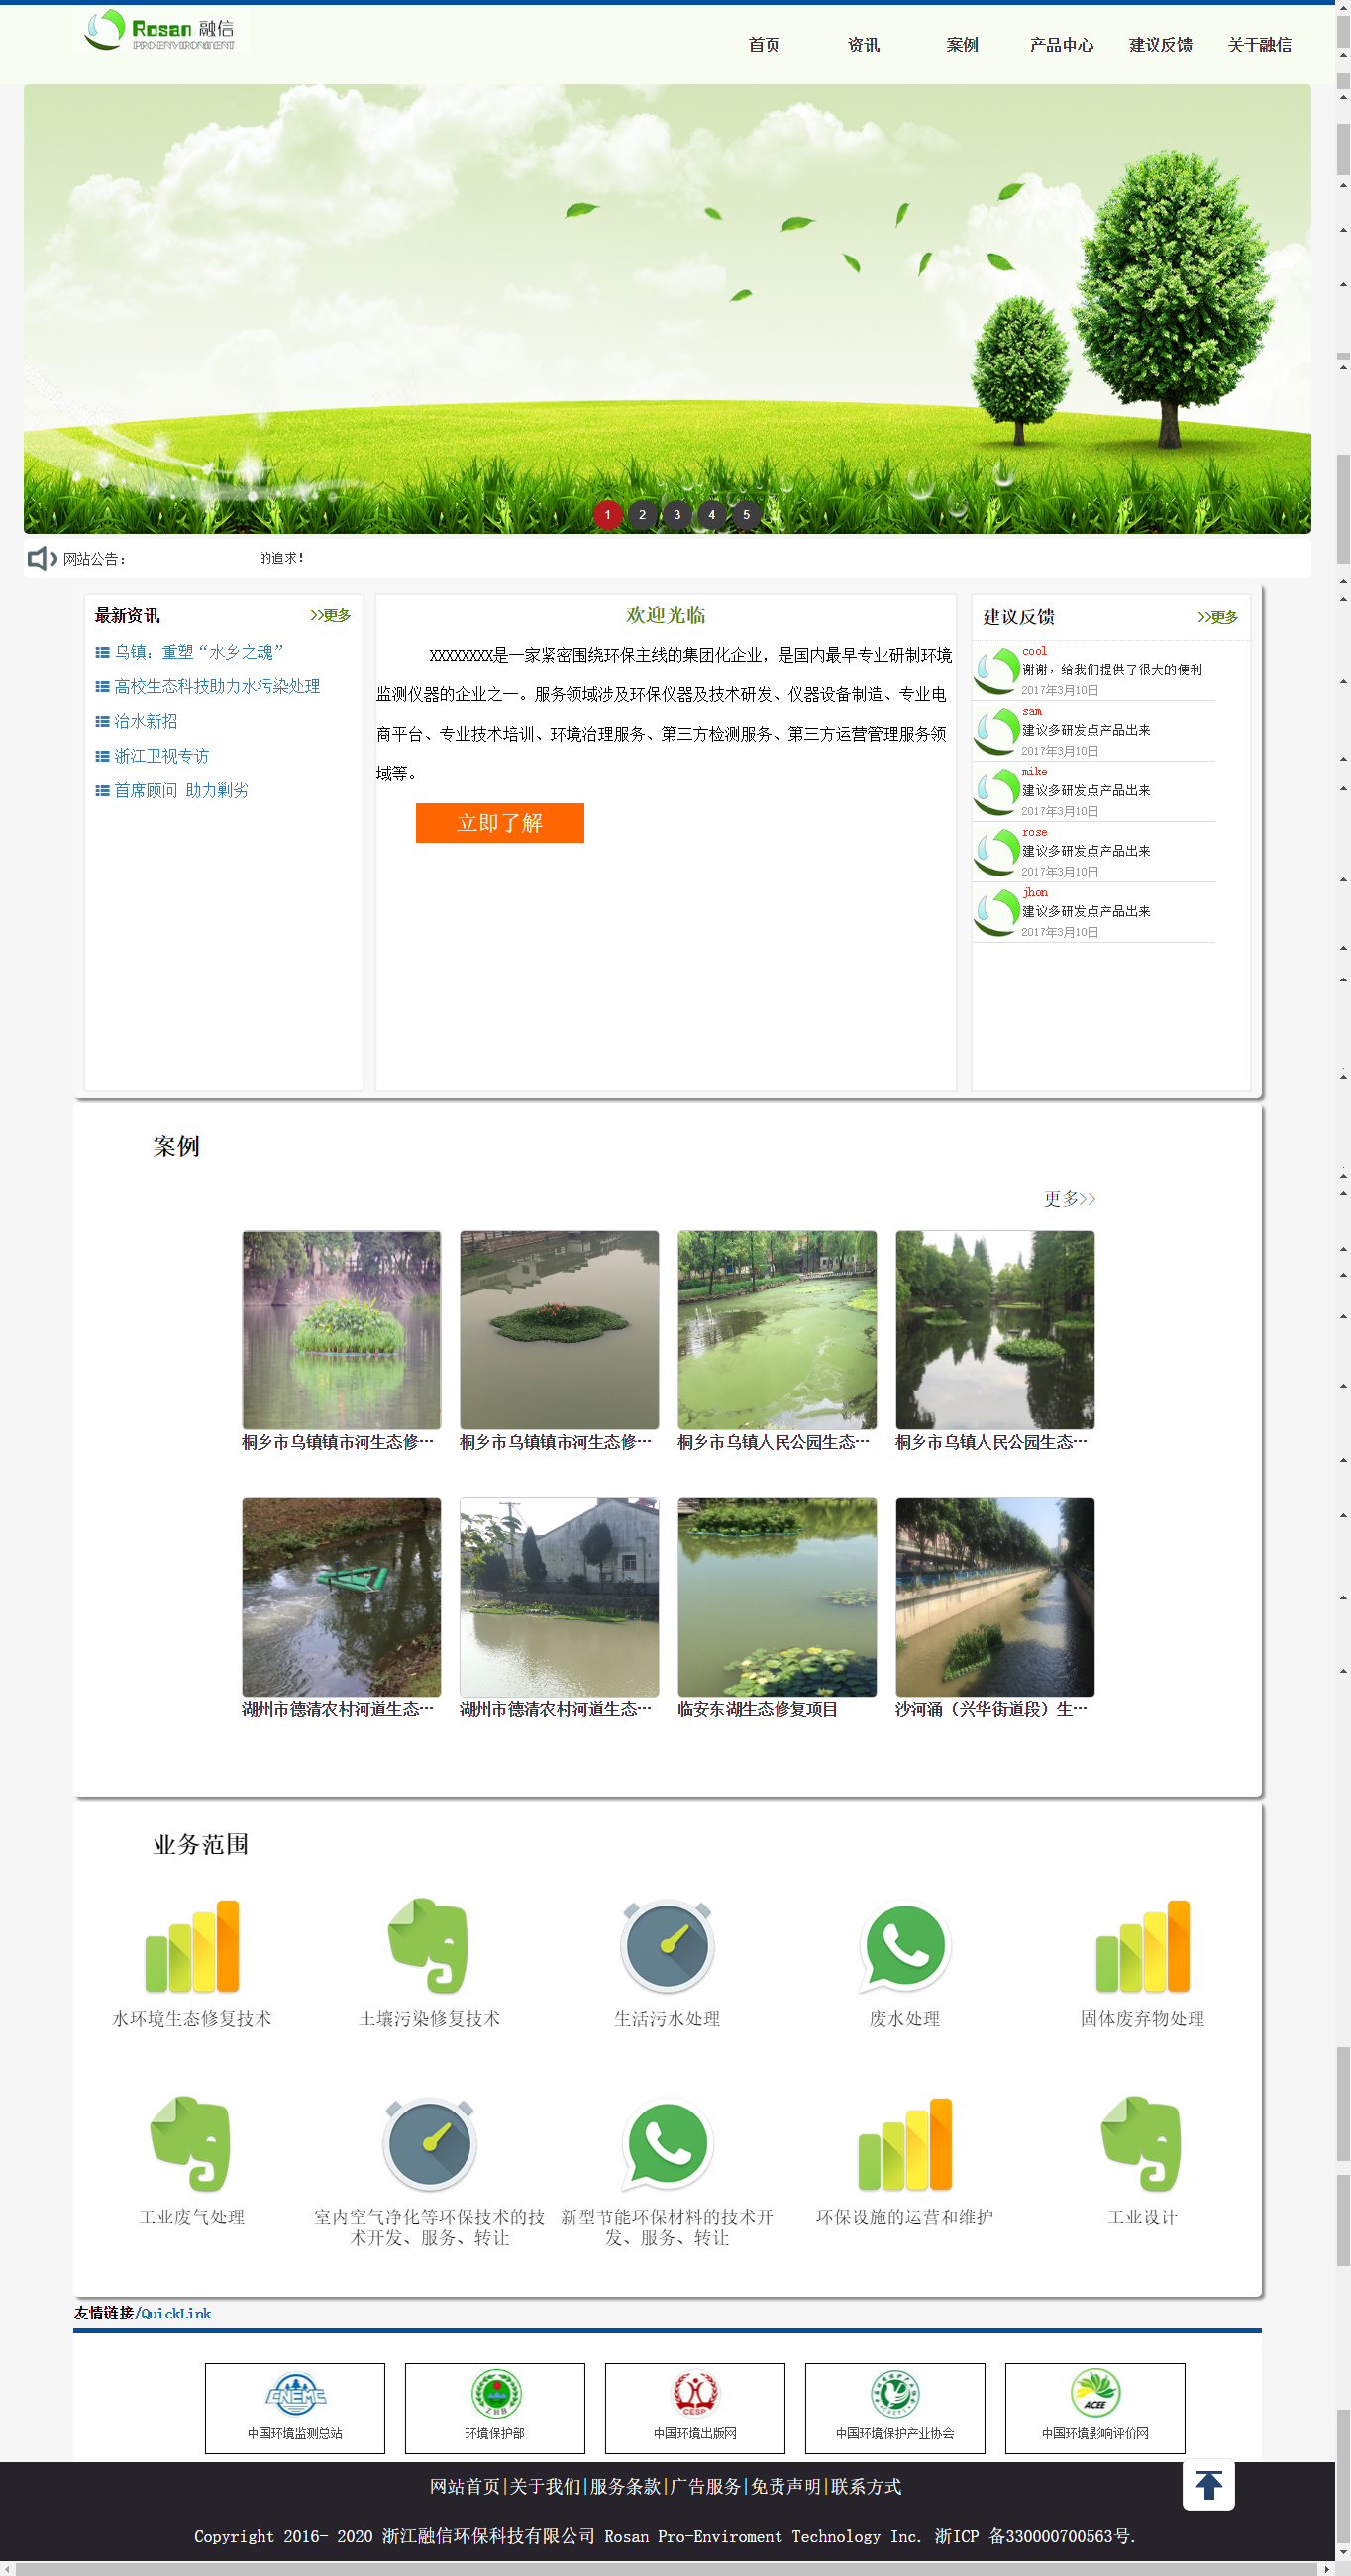 Rosan 融信
PRO-ENVIRONMENT
首页 资讯 案例 产品中心 建议反馈 关于融信
1 2 3 4 5
网站公告： 的追求！
最新资讯 >>更多
乌镇：重塑“水乡之魂”
高校生态科技助力水污染处理
治水新招
浙江卫视专访
首席顾问 助力剿劣
欢迎光临
XXXXXXXX是一家紧密围绕环保主线的集团化企业，是国内最早专业研制环境
监测仪器的企业之一。服务领域涉及环保仪器及技术研发、仪器设备制造、专业电
商平台、专业技术培训、环境治理服务、第三方检测服务、第三方运营管理服务领
域等。
立即了解
建议反馈 >>更多
cool
谢谢，给我们提供了很大的便利
2017年3月10日
sam
建议多研发点产品出来
2017年3月10日
mike
建议多研发点产品出来
2017年3月10日
rose
建议多研发点产品出来
2017年3月10日
jhon
建议多研发点产品出来
2017年3月10日
案例
更多>>
桐乡市乌镇镇市河生态修… 桐乡市乌镇镇市河生态修… 桐乡市乌镇人民公园生态… 桐乡市乌镇人民公园生态…
湖州市德清农村河道生态… 湖州市德清农村河道生态… 临安东湖生态修复项目 沙河涌（兴华街道段）生…
业务范围
水环境生态修复技术 土壤污染修复技术 生活污水处理 废水处理 固体废弃物处理
工业废气处理 室内空气净化等环保技术的技 新型节能环保材料的技术开 环保设施的运营和维护 工业设计
术开发、服务、转让 发、服务、转让
友情链接/QuickLink
CNEMC ZHB CESP ACEE
中国环境监测总站 环境保护部 中国环境出版网 中国环境保护产业协会 中国环境影响评价网
网站首页|关于我们|服务条款|广告服务|免责声明|联系方式
Copyright 2016- 2020 浙江融信环保科技有限公司 Rosan Pro-Enviroment Technology Inc. 浙ICP 备330000700563号.